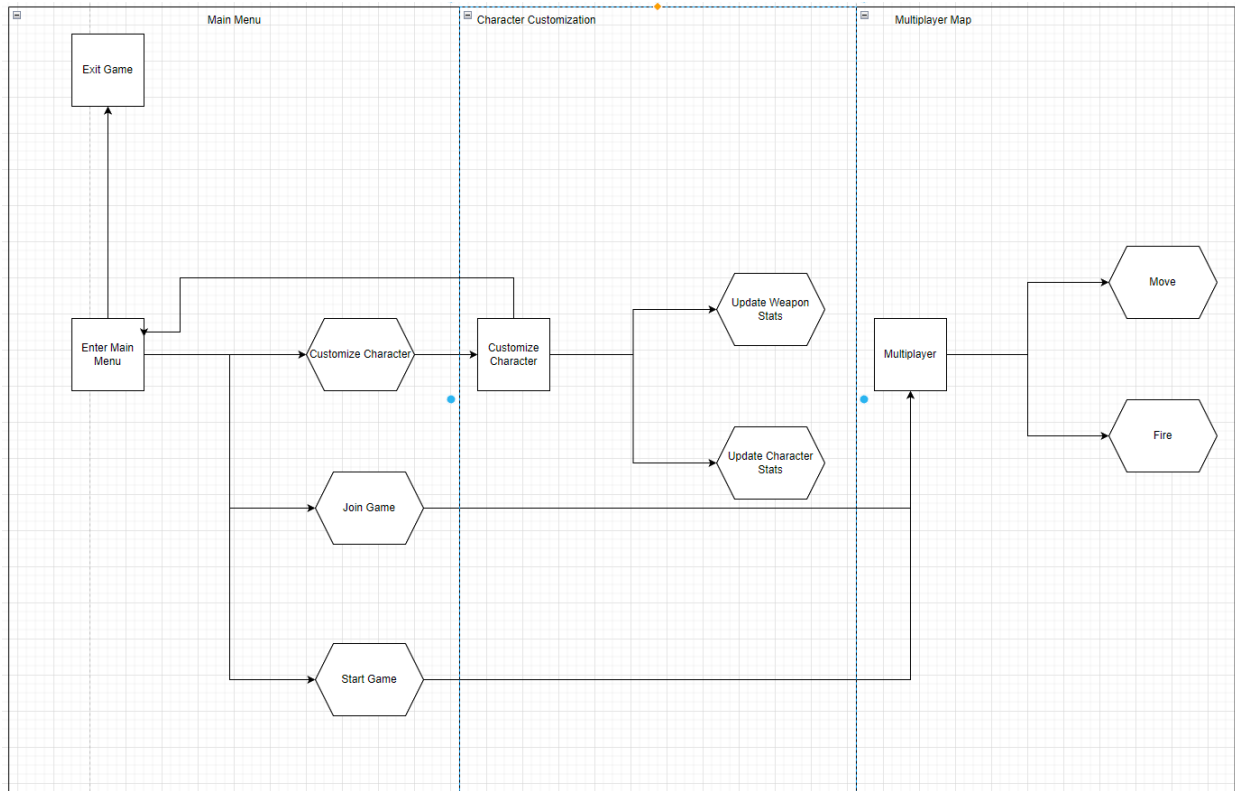 Main Menu
Character Customization
Multiplayer Map
Exit Game
Enter Main
Menu
Customize Character
Customize
Character
Update Weapon
Stats
Multiplayer
Move
Update Character
Stats
Fire
Join Game
Start Game